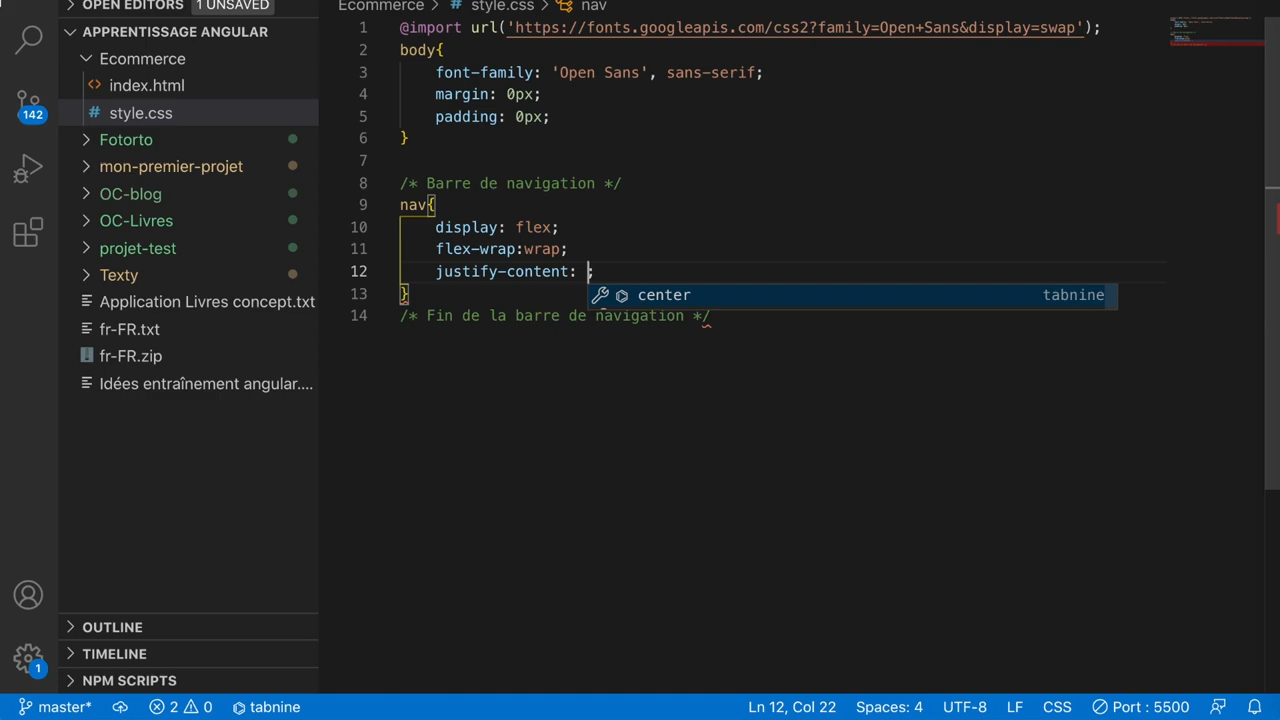 OPEN EDITORS 1 UNSAVED
APPRENTISSAGE ANGULAR
Ecommerce
index.html
style.css
Fotorto
mon-premier-projet
OC-blog
OC-Livres
projet-test
Texty
Application Livres concept.txt
fr-FR.txt
fr-FR.zip
Idées entraînement angular....
OUTLINE
TIMELINE
NPM SCRIPTS
142
1
Ecommerce > # style.css > nav
1 @import url('https://fonts.googleapis.com/css2?family=Open+Sans&display=swap');
2 body{
3 font-family: 'Open Sans', sans-serif;
4 margin: 0px;
5 padding: 0px;
6 }
7
8 /* Barre de navigation */
9 nav{
10 display: flex;
11 flex-wrap:wrap;
12 justify-content: ;
center tabnine
13 }
14 /* Fin de la barre de navigation */
master* 2 0 tabnine Ln 12, Col 22 Spaces: 4 UTF-8 LF CSS Port : 5500